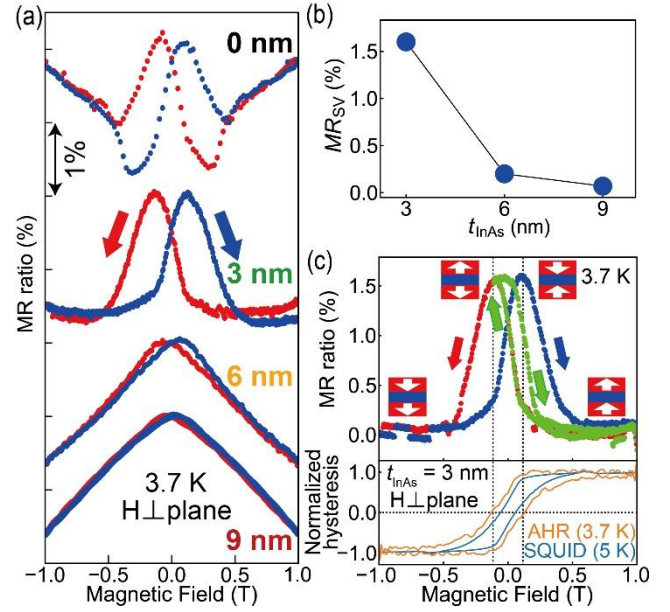 (a)
0 nm
1%
3 nm
6 nm
3.7 K
H⊥plane
9 nm
MR ratio (%)
−1.0 −0.5 0.0 0.5 1.0
Magnetic Field (T)
(b)
1.5
1.0
0.5
0.0
MR_SV (%)
3 6 9
t_InAs (nm)
(c)
3.7 K
1.5
1.0
0.5
0.0
MR ratio (%)
1.0
0.0
−1.0
Normalized
hysteresis
t_InAs = 3 nm
H⊥plane
AHR (3.7 K)
SQUID (5 K)
−1.0 −0.5 0.0 0.5 1.0
Magnetic Field (T)